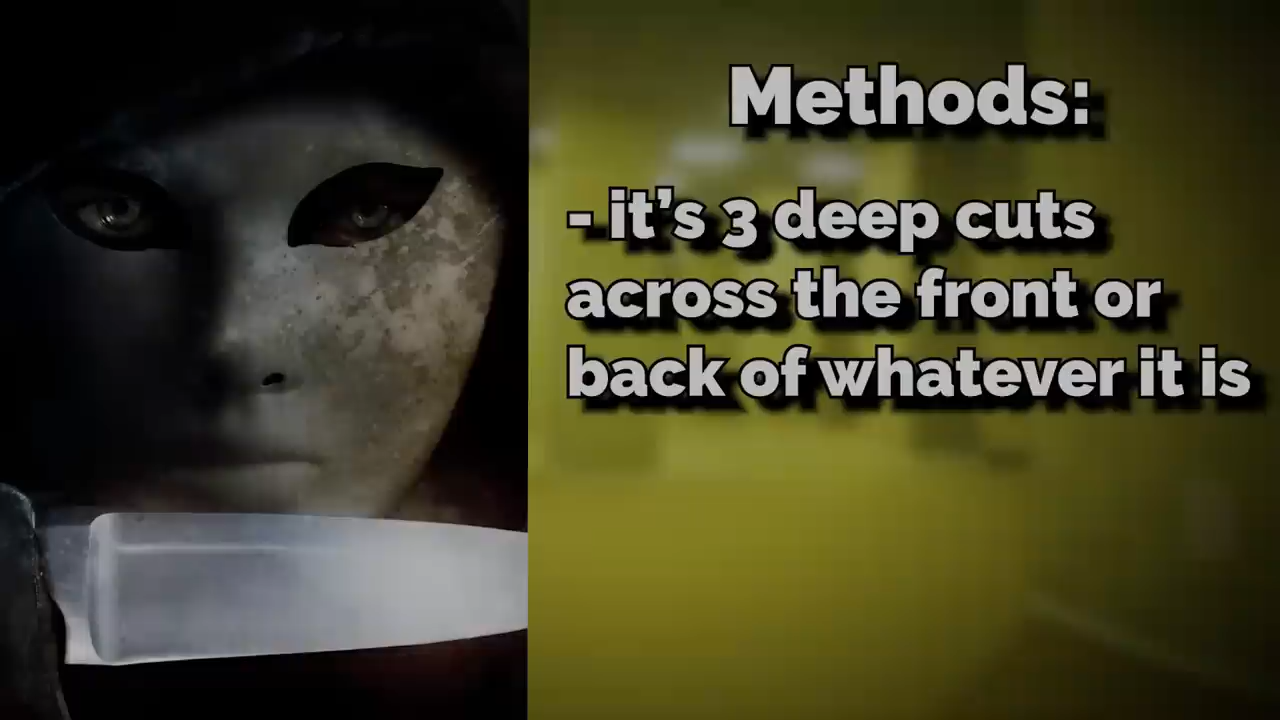 Methods:
- it's 3 deep cuts
across the front or
back of whatever it is